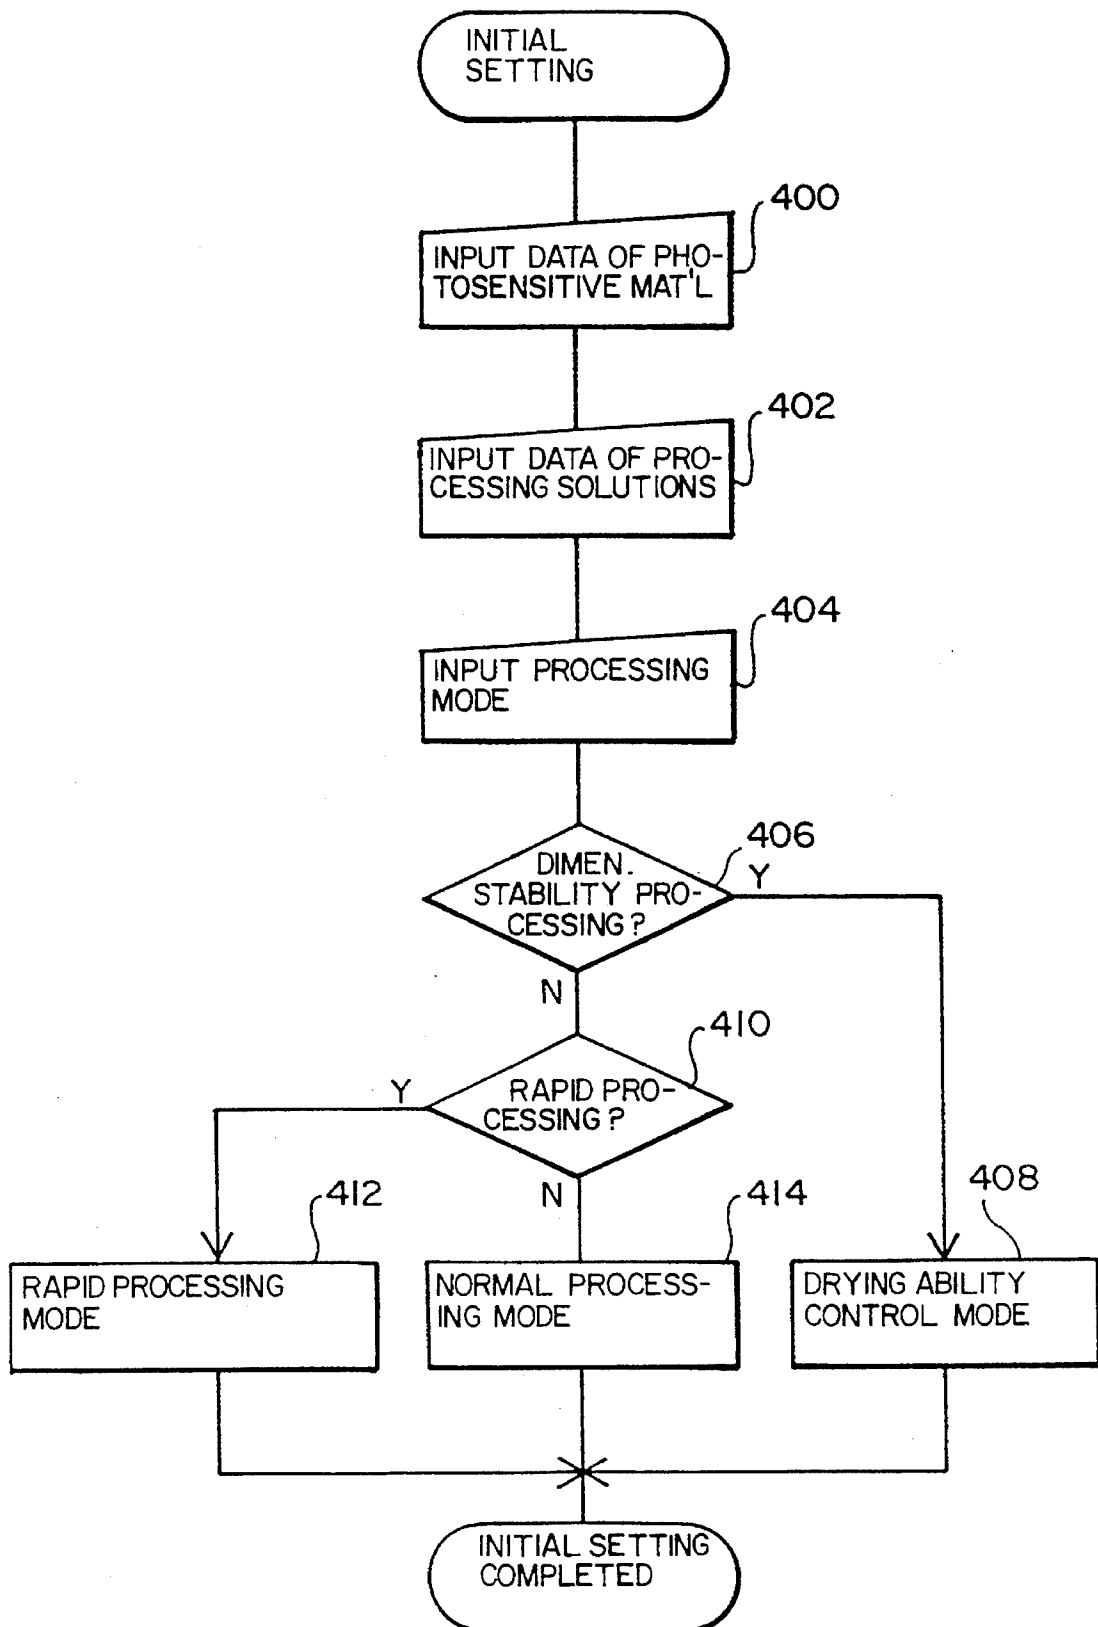 INITIAL
SETTING
400
INPUT DATA OF PHO-
TOSENSITIVE MAT'L
402
INPUT DATA OF PRO-
CESSING SOLUTIONS
404
INPUT PROCESSING
MODE
406
DIMEN.
STABILITY PRO-
CESSING?
Y
N
410
RAPID PRO-
CESSING?
Y
N
412
RAPID PROCESSING
MODE
414
NORMAL PROCESS-
ING MODE
408
DRYING ABILITY
CONTROL MODE
INITIAL SETTING
COMPLETED